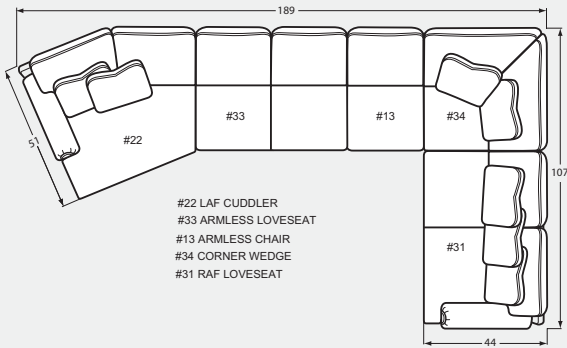 189
51
#22
#33
#13
#34
107
#22 LAF CUDDLER
#33 ARMLESS LOVESEAT
#13 ARMLESS CHAIR
#34 CORNER WEDGE
#31 RAF LOVESEAT
#31
44